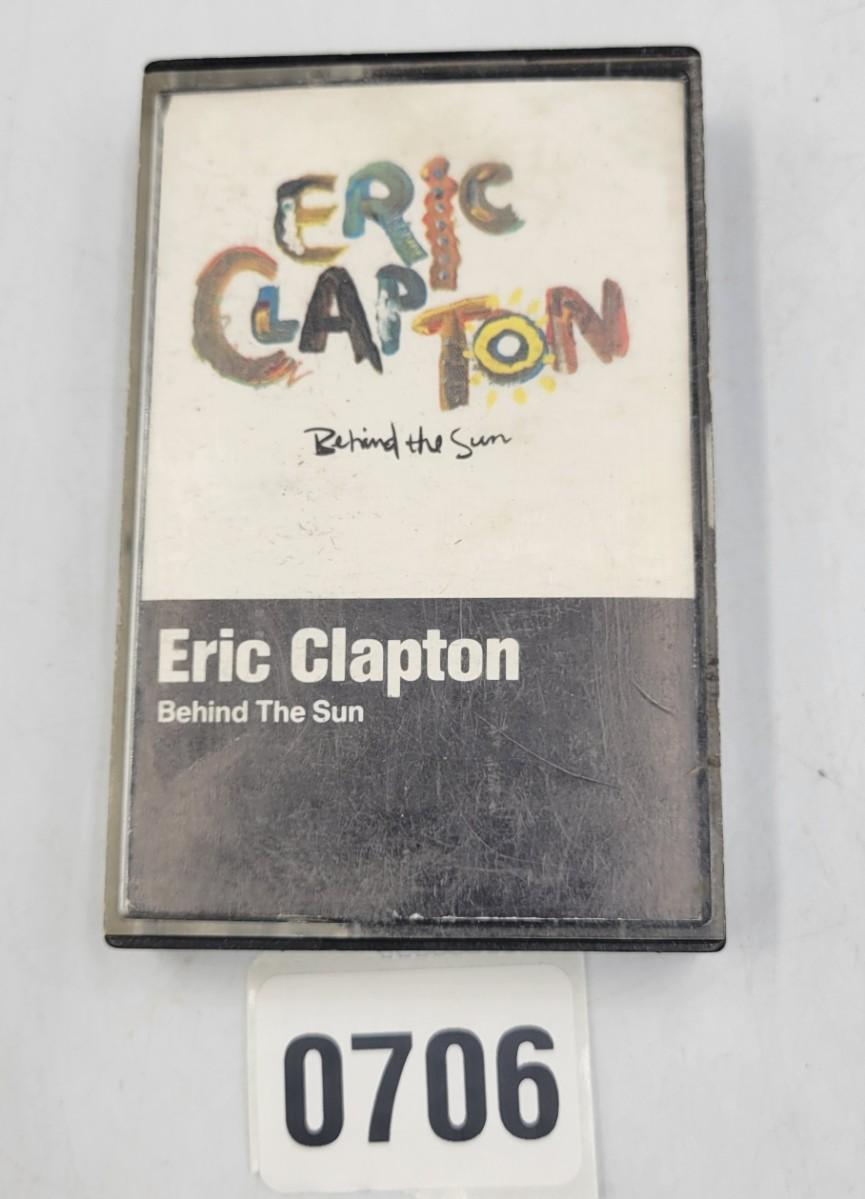 ERIC
CLAPTON
Behind the Sun
Eric Clapton
Behind The Sun
0706